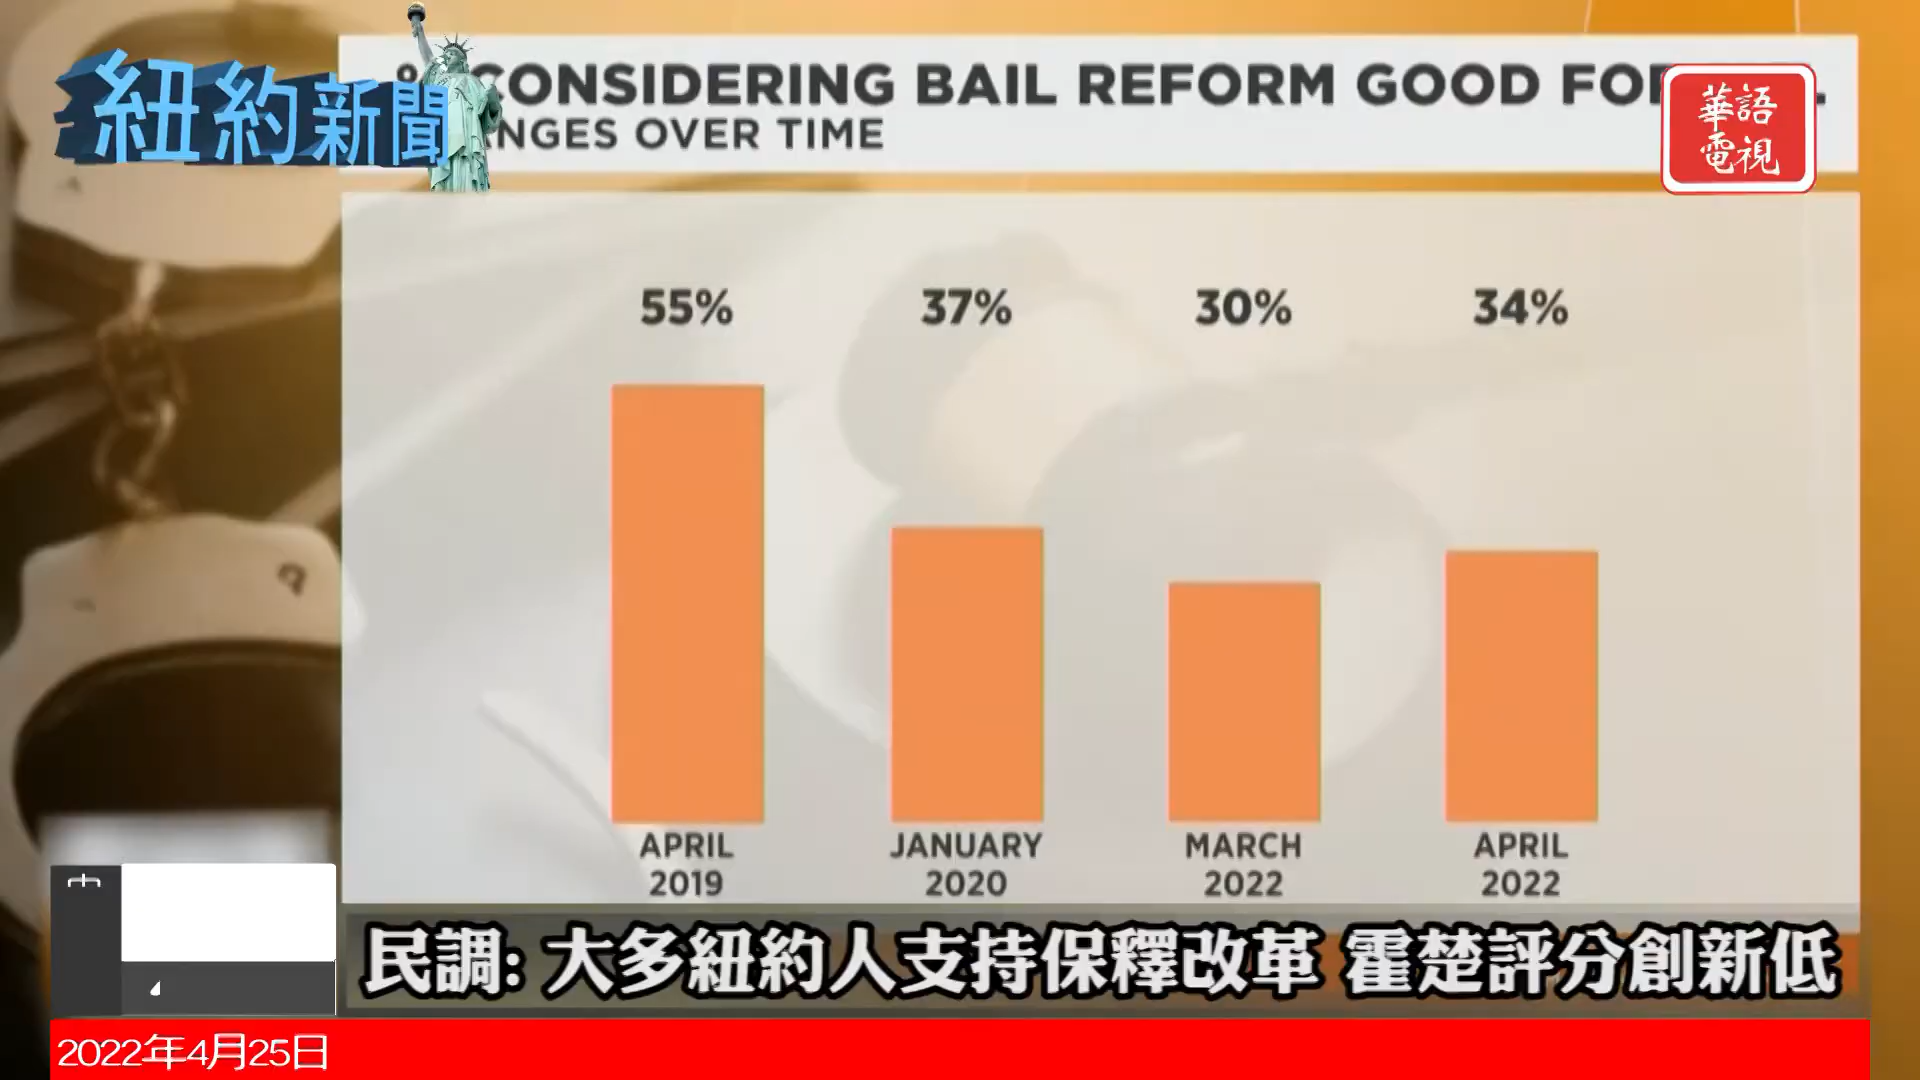 紐約新聞
CONSIDERING BAIL REFORM GOOD
OVER TIME
華語
電視
55% 37% 30% 34%
APRIL 2019
JANUARY 2020
MARCH 2022
APRIL 2022
民調: 大多紐約人支持保釋改革 霍楚評分創新低
2022年4月25日